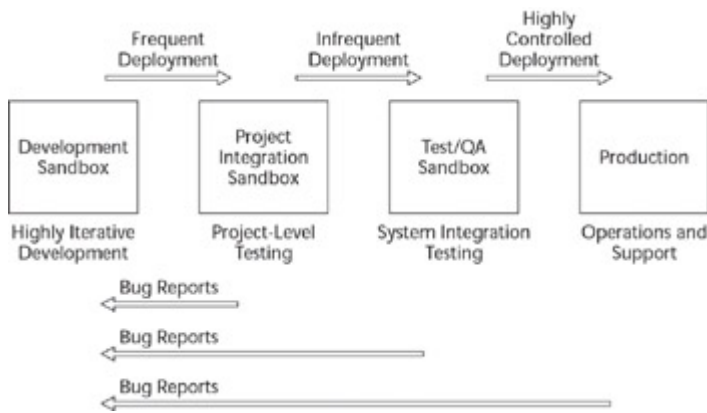 Frequent
Deployment
Infrequent
Deployment
Highly
Controlled
Deployment
Development
Sandbox
Project
Integration
Sandbox
Test/QA
Sandbox
Production
Highly Iterative
Development
Project-Level
Testing
System Integration
Testing
Operations and
Support
Bug Reports
Bug Reports
Bug Reports